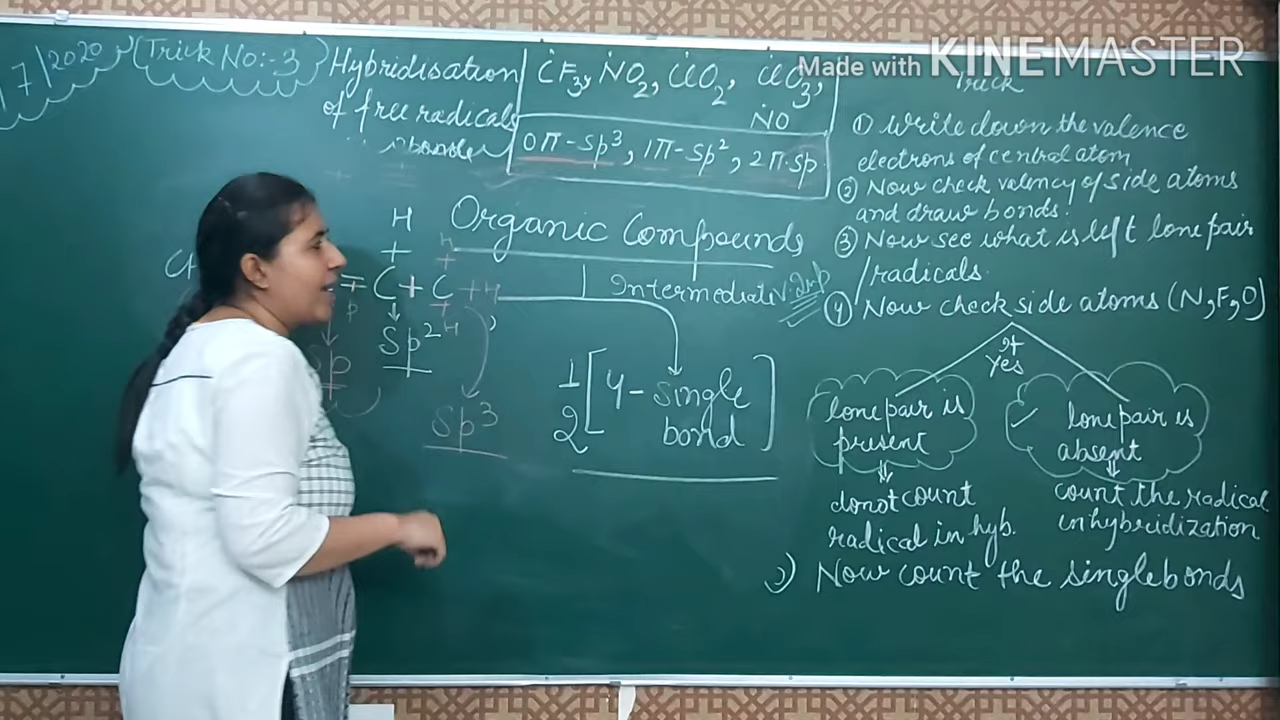 7/2020
(Trick No:-3)
Hybridisation
of free radicals
ĊF3, ṄO2, ĊlO2, ĊlO3,
ṄO
0π-sp³, 1π-sp², 2π-sp
Made with KINEMASTER
Trick
① Write down the valence
electrons of central atom
② Now check valency of side atoms
and draw bonds.
③ Now see what is left lone pair
/radicals.
④ Now check side atoms (N, F, O)
If
Yes
lone pair is
present
donot count
radical in hyb.
lone pair is
absent
count the radical
in hybridization
Now count the single bonds
Organic Compounds
Intermediate V.Imp
H
H
= C + C + H
H
sp²
sp
sp³
1/2 [4 - single
bond]